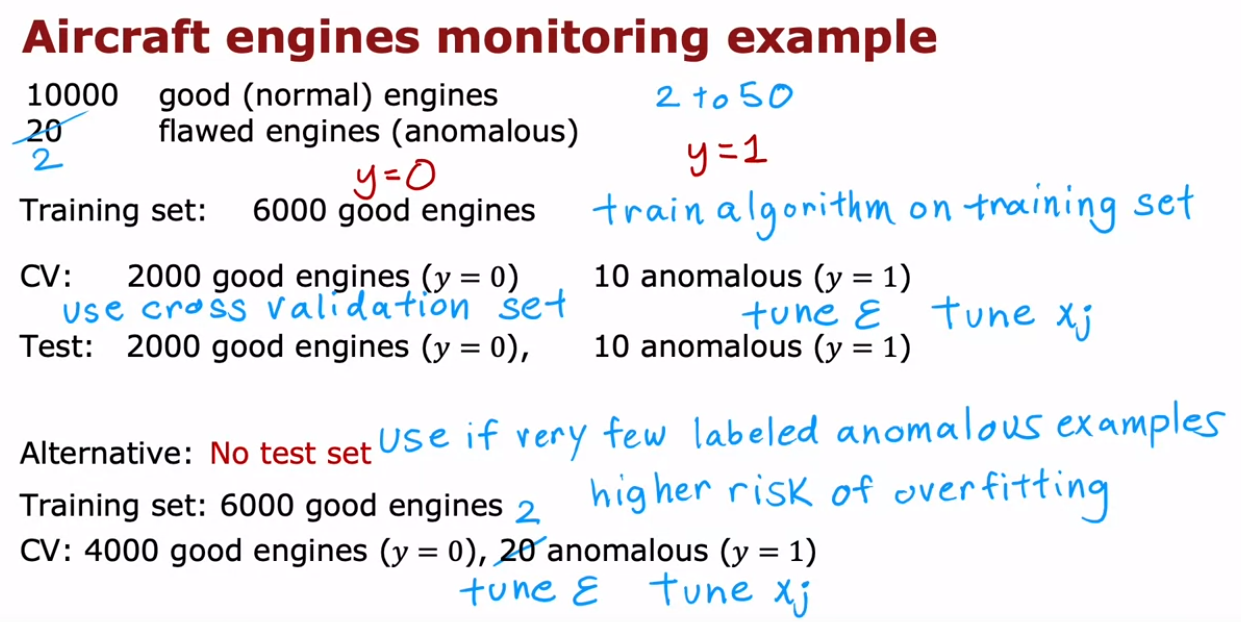 Aircraft engines monitoring example
10000 good (normal) engines 2 to 50
20 flawed engines (anomalous)
2 y=0 y=1
Training set: 6000 good engines train algorithm on training set
CV: 2000 good engines (y = 0) 10 anomalous (y = 1)
use cross validation set tune ε tune xj
Test: 2000 good engines (y = 0), 10 anomalous (y = 1)
Alternative: No test set use if very few labeled anomalous examples
Training set: 6000 good engines 2 higher risk of overfitting
CV: 4000 good engines (y = 0), 20 anomalous (y = 1)
tune ε tune xj